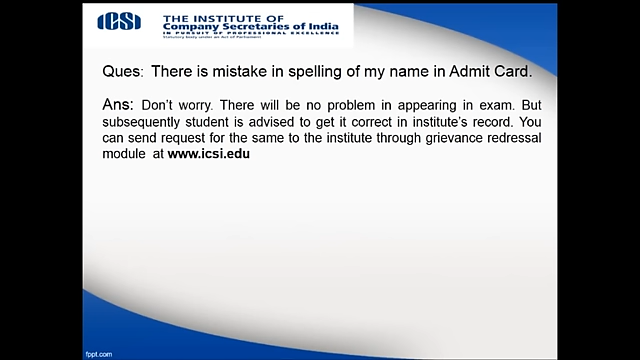 ICSI
THE INSTITUTE OF
Company Secretaries of India
IN PURSUIT OF PROFESSIONAL EXCELLENCE
Statutory body under an Act of Parliament
Ques: There is mistake in spelling of my name in Admit Card.
Ans: Don't worry. There will be no problem in appearing in exam. But
subsequently student is advised to get it correct in institute's record. You
can send request for the same to the institute through grievance redressal
module at www.icsi.edu
fppt.com